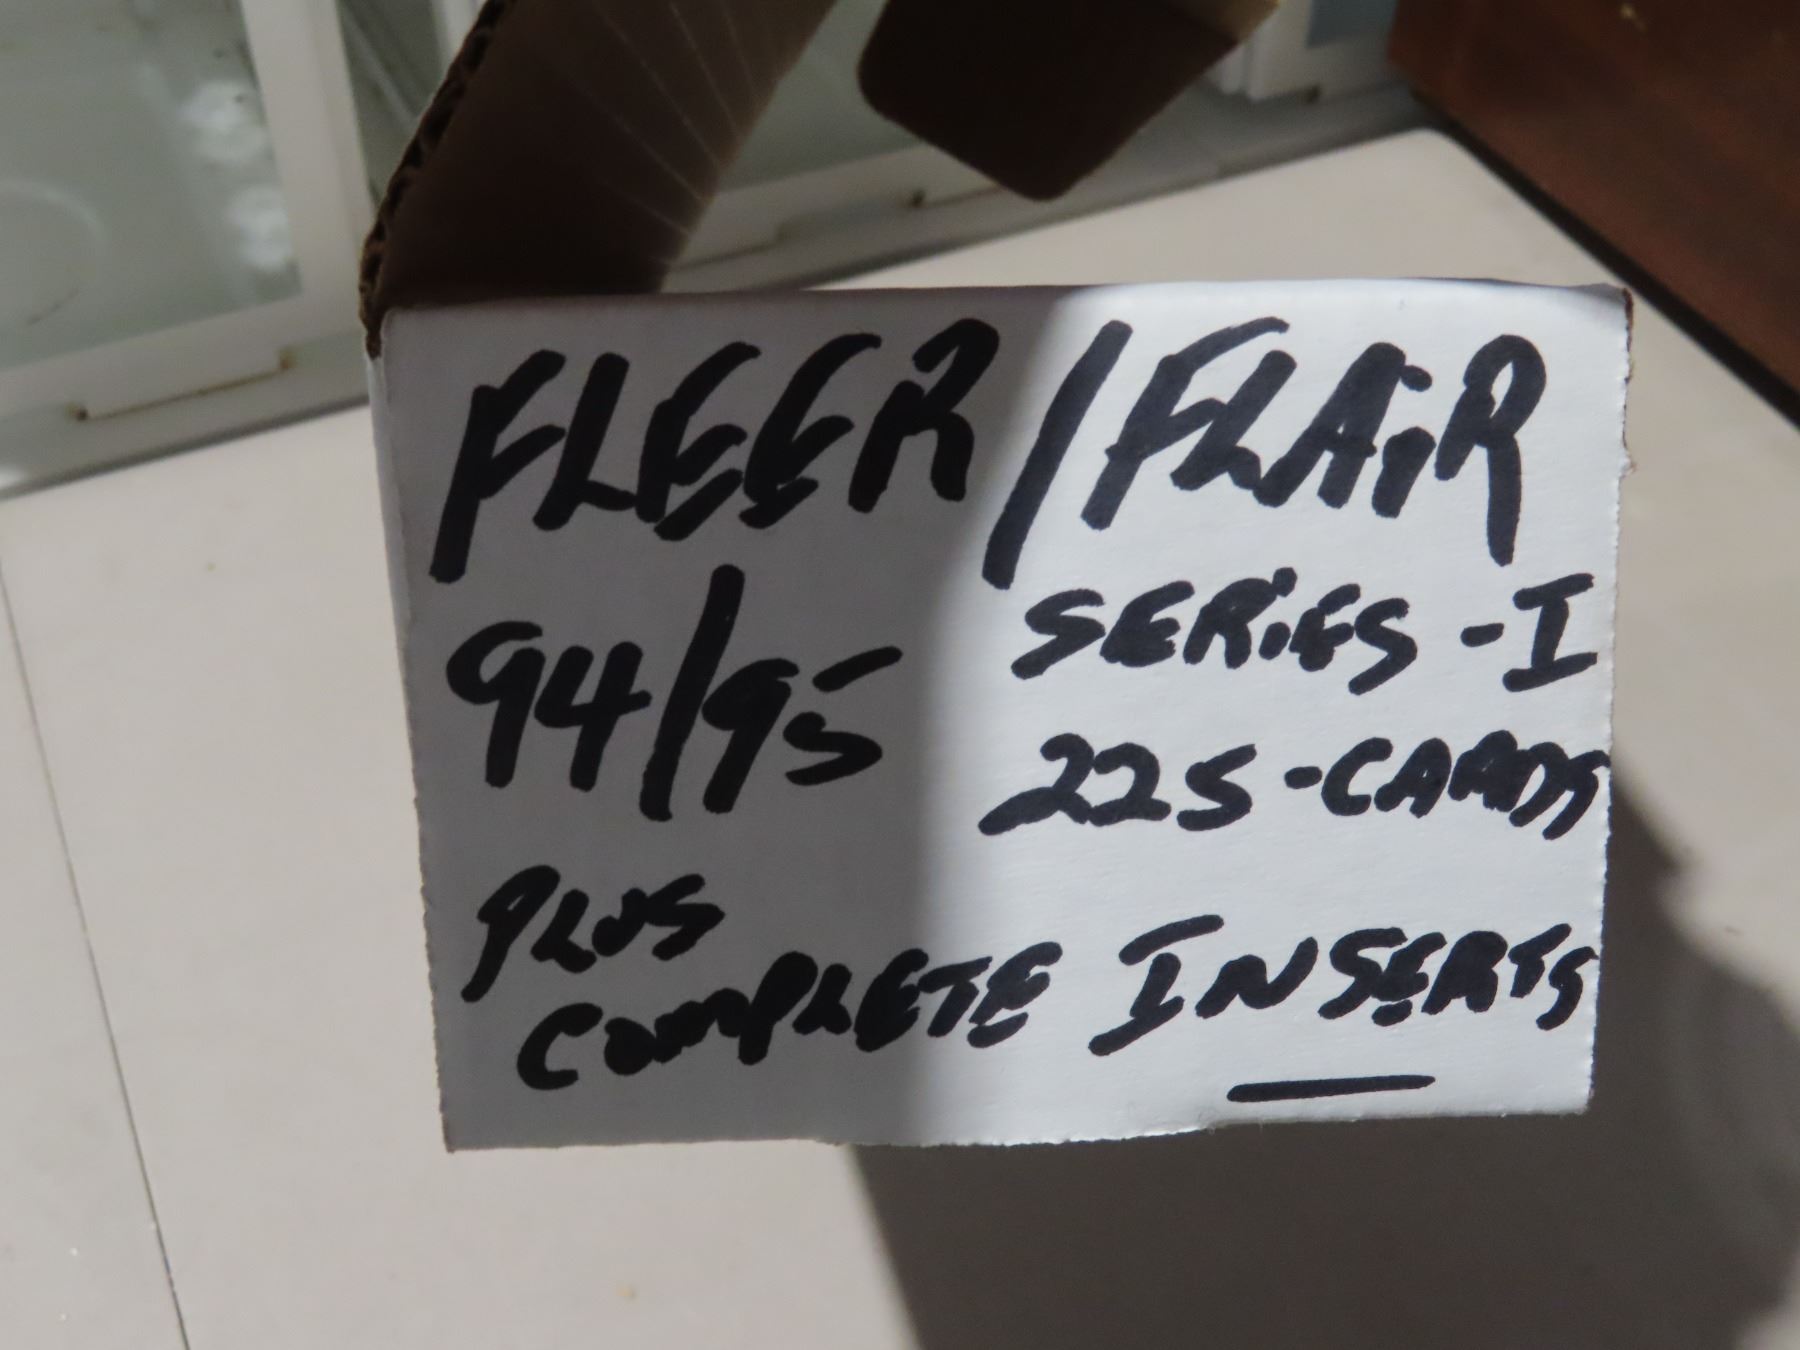 FLEER/FLAiR
94/95 SERiES-I
225-CARDS
PLUS
COMPLETE INSERTS